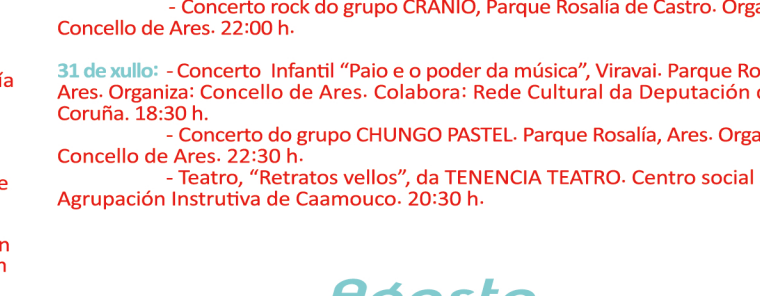 - Concerto rock do grupo CRANIO, Parque Rosalía de Castro.
Concello de Ares. 22:00 h.
31 de xullo: - Concerto Infantil “Paio e o poder da música”, Viravai. Parque
Ares. Organiza: Concello de Ares. Colabora: Rede Cultural da Deputación
Coruña. 18:30 h.
- Concerto do grupo CHUNGO PASTEL. Parque Rosalía, Ares.
Concello de Ares. 22:30 h.
- Teatro, “Retratos vellos”, da TENENCIA TEATRO. Centro social
Agrupación Instrutiva de Caamouco. 20:30 h.
Agosto